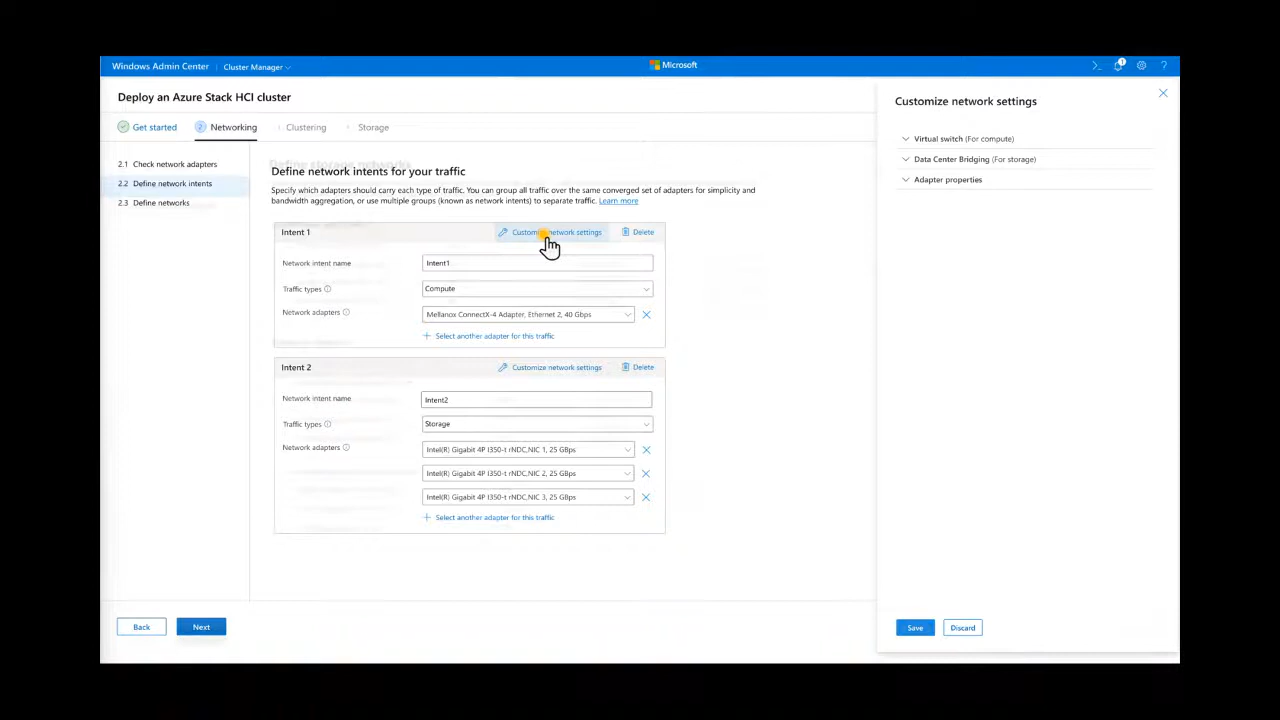 Windows Admin Center Cluster Manager
Microsoft
1
?
Deploy an Azure Stack HCI cluster
Get started
2 Networking
Clustering
Storage
2.1 Check network adapters
2.2 Define network intents
2.3 Define networks
Define storage networks
Define network intents for your traffic
Specify which adapters should carry each type of traffic. You can group all traffic over the same converged set of adapters for simplicity and
bandwidth aggregation, or use multiple groups (known as network intents) to separate traffic. Learn more
Intent 1 Customize network settings Delete
Network intent name Intent1
Traffic types Compute
Network adapters Mellanox ConnectX-4 Adapter, Ethernet 2, 40 Gbps
Select another adapter for this traffic
Intent 2 Customize network settings Delete
Network intent name Intent2
Traffic types Storage
Network adapters Intel(R) Gigabit 4P I350-t rNDC,NIC 1, 25 GBps
Intel(R) Gigabit 4P I350-t rNDC,NIC 2, 25 GBps
Intel(R) Gigabit 4P I350-t rNDC,NIC 3, 25 GBps
Select another adapter for this traffic
Back Next
Customize network settings
Virtual switch (For compute)
Data Center Bridging (For storage)
Adapter properties
Save Discard